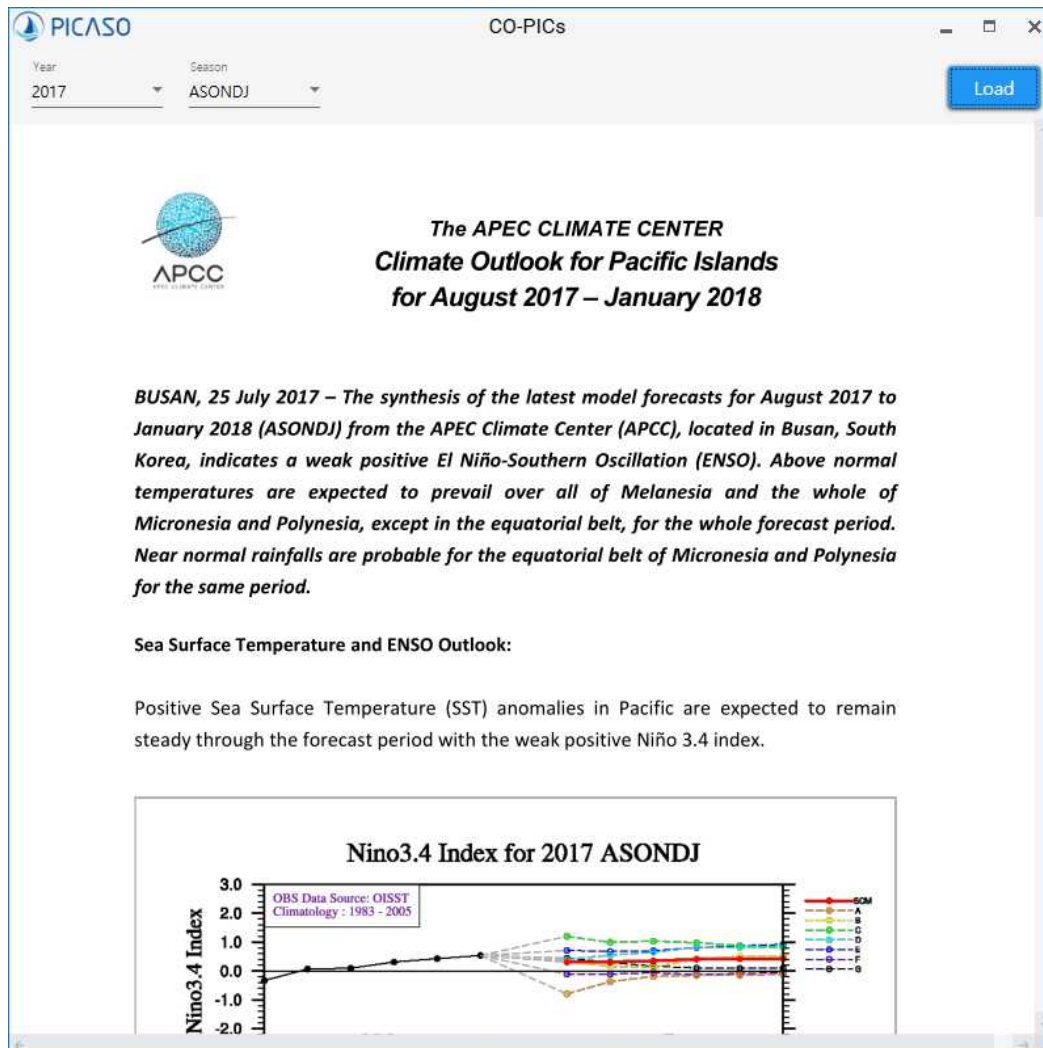 PICASO
CO-PICs
Year
Season
2017
ASONDJ
Load
APCC
APEC CLIMATE CENTER
The APEC CLIMATE CENTER
Climate Outlook for Pacific Islands
for August 2017 – January 2018
BUSAN, 25 July 2017 – The synthesis of the latest model forecasts for August 2017 to
January 2018 (ASONDJ) from the APEC Climate Center (APCC), located in Busan, South
Korea, indicates a weak positive El Niño-Southern Oscillation (ENSO). Above normal
temperatures are expected to prevail over all of Melanesia and the whole of
Micronesia and Polynesia, except in the equatorial belt, for the whole forecast period.
Near normal rainfalls are probable for the equatorial belt of Micronesia and Polynesia
for the same period.
Sea Surface Temperature and ENSO Outlook:
Positive Sea Surface Temperature (SST) anomalies in Pacific are expected to remain
steady through the forecast period with the weak positive Niño 3.4 index.
Nino3.4 Index for 2017 ASONDJ
OBS Data Source: OISST
Climatology : 1983 - 2005
Nino3.4 Index
3.0
2.0
1.0
0.0
-1.0
-2.0
SCM
A
B
C
D
E
F
G